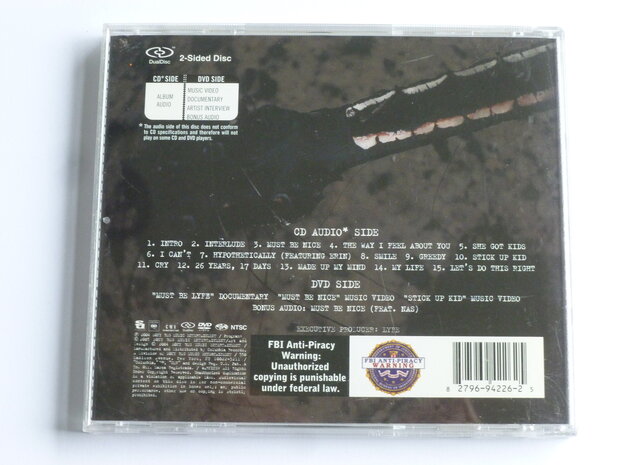 DualDisc 2-Sided Disc
CD* SIDE DVD SIDE
ALBUM AUDIO
MUSIC VIDEO
DOCUMENTARY
ARTIST INTERVIEW
BONUS AUDIO
* The audio side of this disc does not conform
to CD specifications and therefore will not
play on some CD and DVD players.
CD AUDIO* SIDE
1. INTRO 2. INTERLUDE 3. MUST BE NICE 4. THE WAY I FEEL ABOUT YOU 5. SHE GOT KIDS
6. I CAN'T 7. HYPOTHETICALLY (FEATURING ERIN) 8. SMILE 9. GREEDY 10. STICK UP KID
11. CRY 12. 26 YEARS, 17 DAYS 13. MADE UP MY MIND 14. MY LIFE 15. LET'S DO THIS RIGHT
DVD SIDE
"MUST BE LYFE" DOCUMENTARY "MUST BE NICE" MUSIC VIDEO "STICK UP KID" MUSIC VIDEO
BONUS AUDIO: MUST BE NICE (FEAT. NAS)
EXECUTIVE PRODUCER: LYFE
NTSC
FBI Anti-Piracy
Warning:
Unauthorized
copying is punishable
under federal law.
FBI ANTI-PIRACY
WARNING
8 2796-94226-2 5